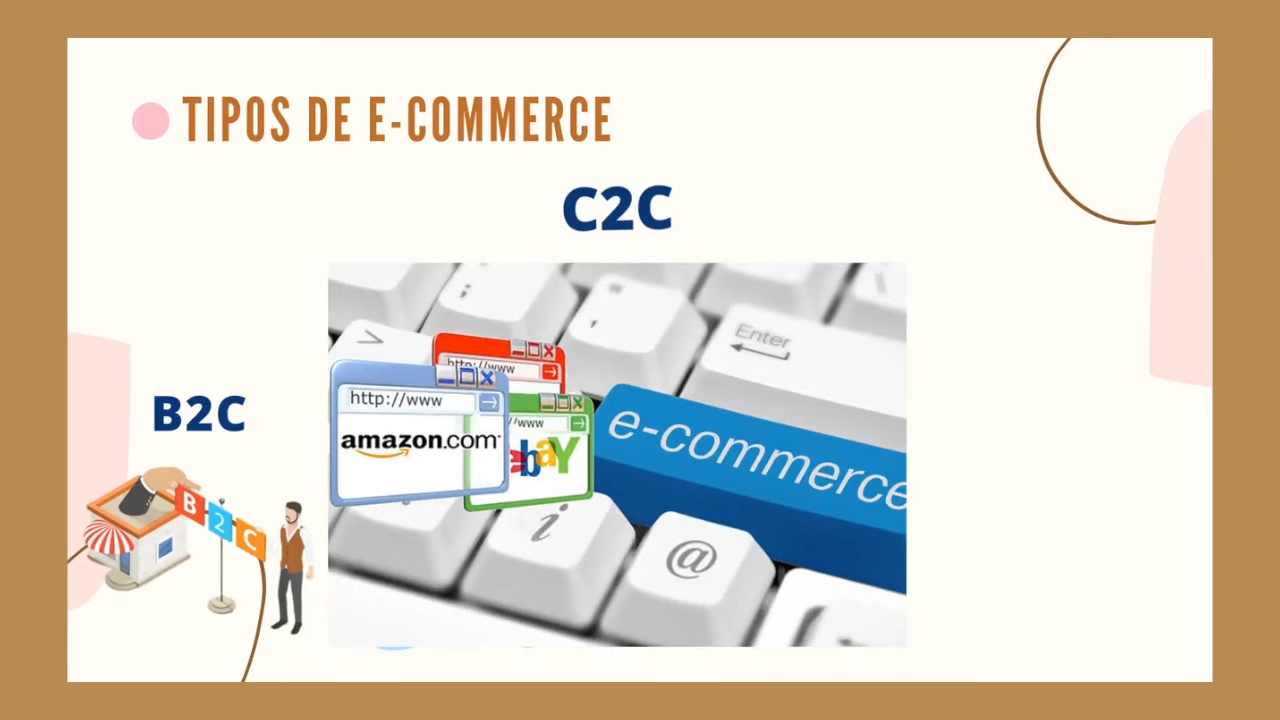 TIPOS DE E-COMMERCE
C2C
Enter
http://www
http://www
//www
amazon.com
ebay
e-commerce
i
@
B2C
B
2
C